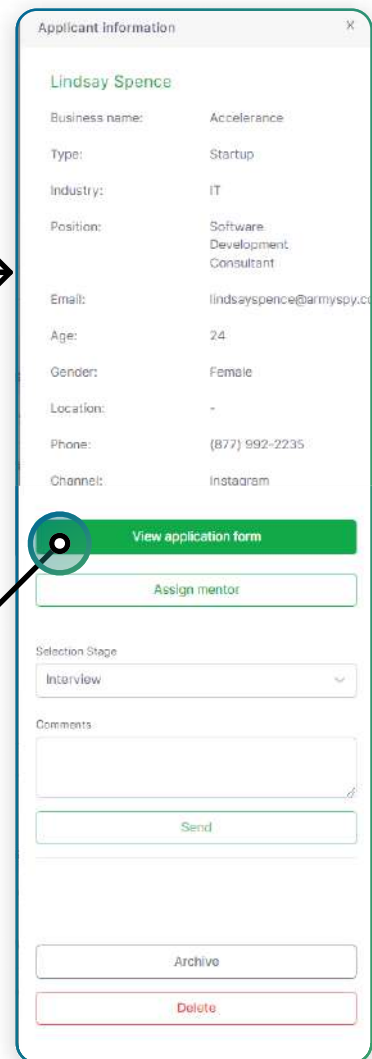 Applicant information ×
Lindsay Spence
Business name: Accelerance
Type: Startup
Industry: IT
Position: Software
Development
Consultant
Email: lindsayspence@armyspy.co
Age: 24
Gender: Female
Location: -
Phone: (877) 992-2235
Channel: Instagram
View application form
Assign mentor
Selection Stage
Interview
Comments
Send
Archive
Delete